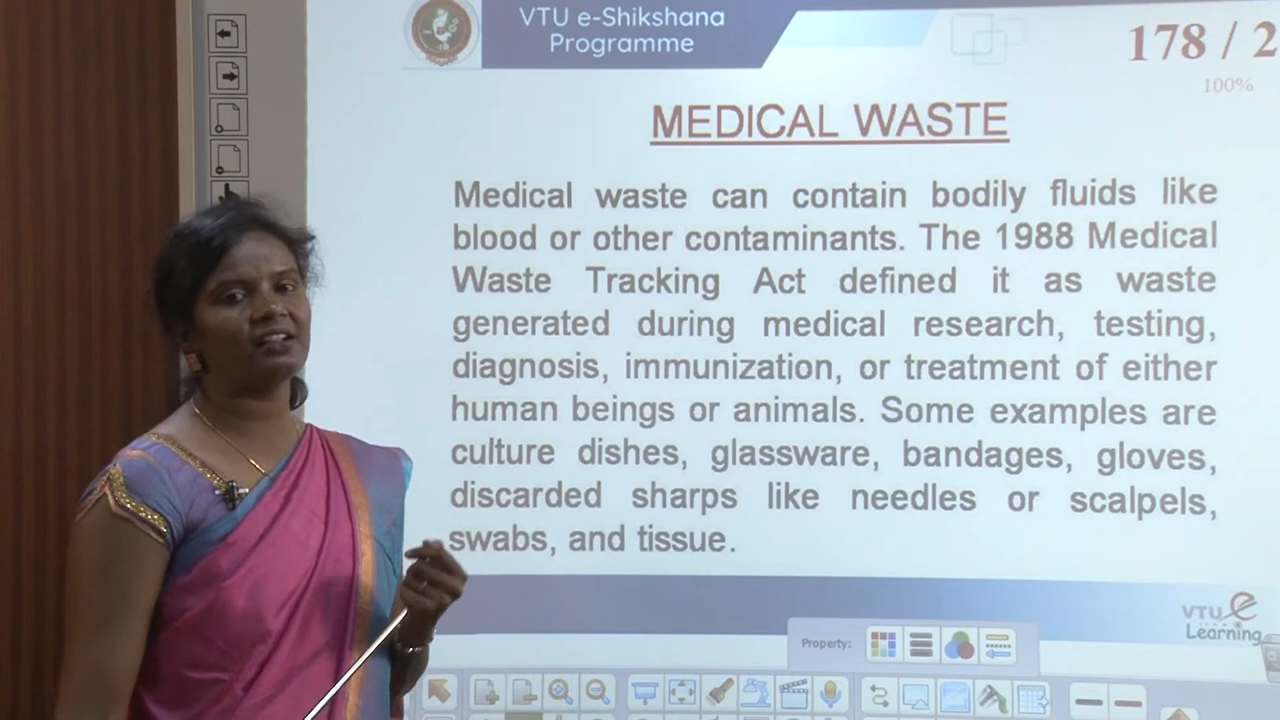 VTU e-Shikshana
Programme
178 / 2
100%
MEDICAL WASTE
Medical waste can contain bodily fluids like
blood or other contaminants. The 1988 Medical
Waste Tracking Act defined it as waste
generated during medical research, testing,
diagnosis, immunization, or treatment of either
human beings or animals. Some examples are
culture dishes, glassware, bandages, gloves,
discarded sharps like needles or scalpels,
swabs, and tissue.
VTU e
Learning
Property: